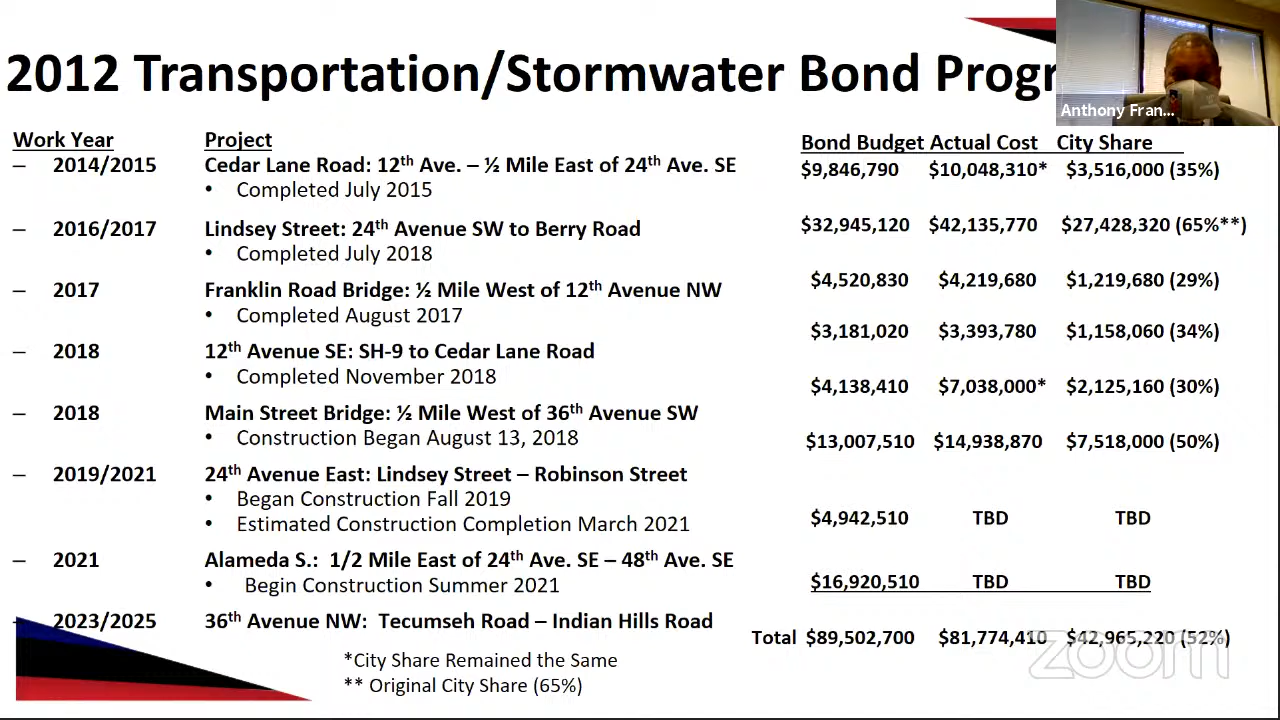 2012 Transportation/Stormwater Bond Progr
Anthony Fran...
Work Year Project Bond Budget Actual Cost City Share
– 2014/2015 Cedar Lane Road: 12th Ave. – ½ Mile East of 24th Ave. SE $9,846,790 $10,048,310* $3,516,000 (35%)
• Completed July 2015
– 2016/2017 Lindsey Street: 24th Avenue SW to Berry Road $32,945,120 $42,135,770 $27,428,320 (65%**)
• Completed July 2018
– 2017 Franklin Road Bridge: ½ Mile West of 12th Avenue NW $4,520,830 $4,219,680 $1,219,680 (29%)
• Completed August 2017
– 2018 12th Avenue SE: SH-9 to Cedar Lane Road $3,181,020 $3,393,780 $1,158,060 (34%)
• Completed November 2018
– 2018 Main Street Bridge: ½ Mile West of 36th Avenue SW $4,138,410 $7,038,000* $2,125,160 (30%)
• Construction Began August 13, 2018
– 2019/2021 24th Avenue East: Lindsey Street – Robinson Street $13,007,510 $14,938,870 $7,518,000 (50%)
• Began Construction Fall 2019
• Estimated Construction Completion March 2021
– 2021 Alameda S.: 1/2 Mile East of 24th Ave. SE – 48th Ave. SE $4,942,510 TBD TBD
• Begin Construction Summer 2021
– 2023/2025 36th Avenue NW: Tecumseh Road – Indian Hills Road $16,920,510 TBD TBD
Total $89,502,700 $81,774,410 $42,965,220 (52%)
*City Share Remained the Same
** Original City Share (65%)
zoom